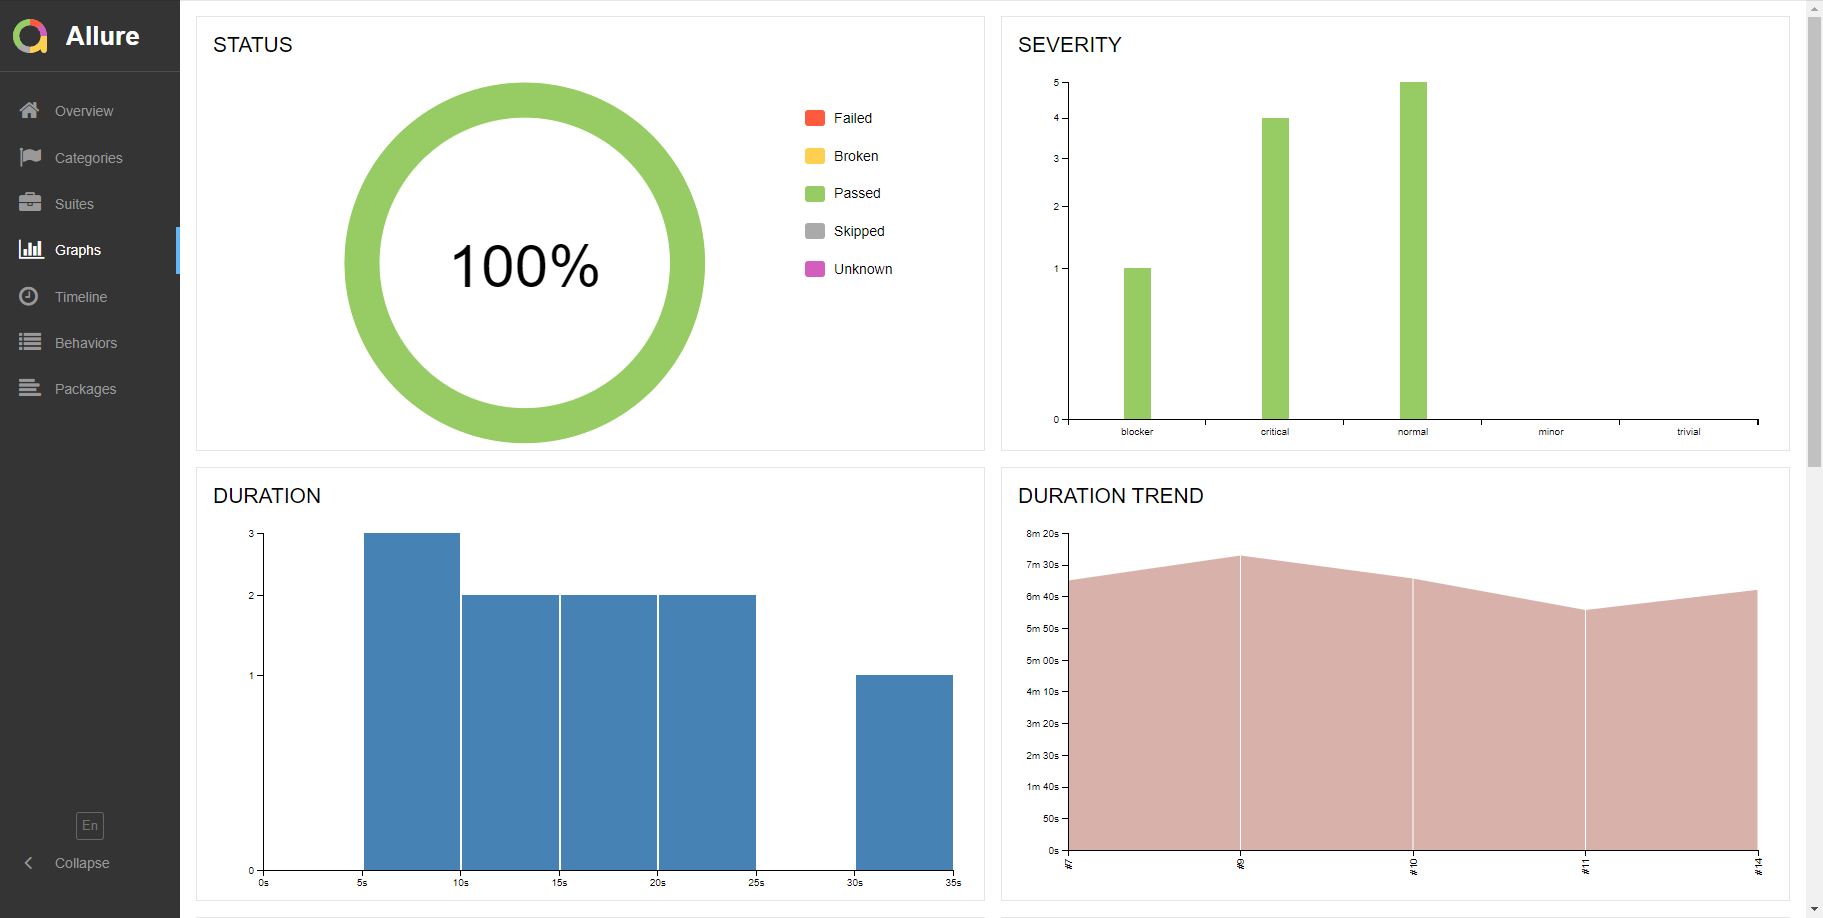 Allure
Overview
Categories
Suites
Graphs
Timeline
Behaviors
Packages
En
Collapse
STATUS
100%
Failed
Broken
Passed
Skipped
Unknown
SEVERITY
5
4
3
2
1
0
blocker critical normal minor trivial
DURATION
3
2
1
0
0s 5s 10s 15s 20s 25s 30s 35s
DURATION TREND
8m 20s
7m 30s
6m 40s
5m 50s
5m 00s
4m 10s
3m 20s
2m 30s
1m 40s
50s
0s
#7 #9 #10 #11 #14